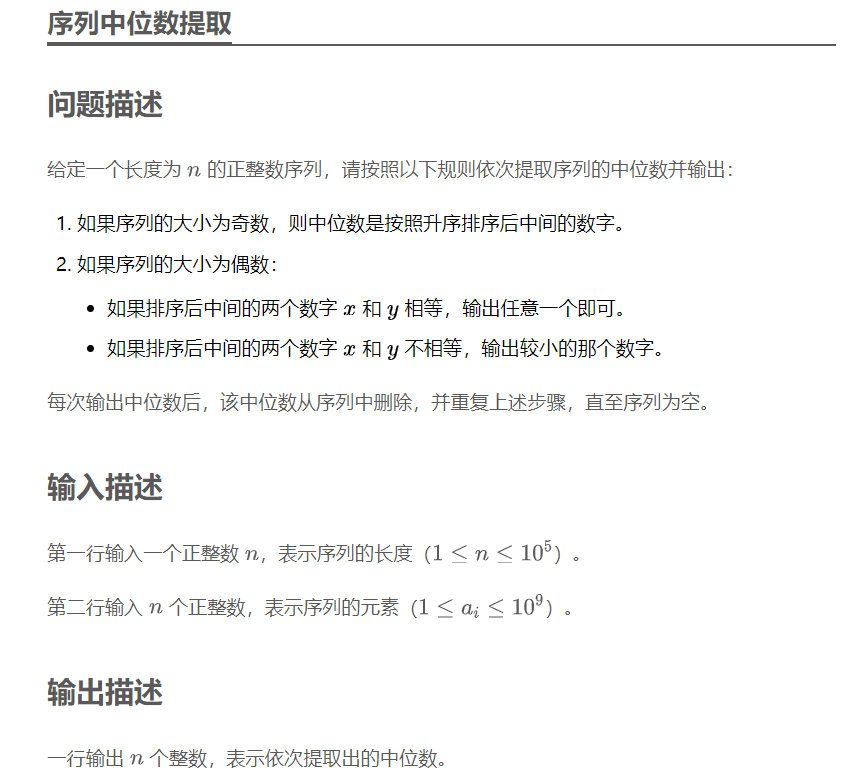 序列中位数提取
问题描述
给定一个长度为 n 的正整数序列，请按照以下规则依次提取序列的中位数并输出：
1. 如果序列的大小为奇数，则中位数是按照升序排序后中间的数字。
2. 如果序列的大小为偶数：
• 如果排序后中间的两个数字 x 和 y 相等，输出任意一个即可。
• 如果排序后中间的两个数字 x 和 y 不相等，输出较小的那个数字。
每次输出中位数后，该中位数从序列中删除，并重复上述步骤，直至序列为空。
输入描述
第一行输入一个正整数 n，表示序列的长度（1 ≤ n ≤ 10⁵）。
第二行输入 n 个正整数，表示序列的元素（1 ≤ aᵢ ≤ 10⁹）。
输出描述
一行输出 n 个整数，表示依次提取出的中位数。